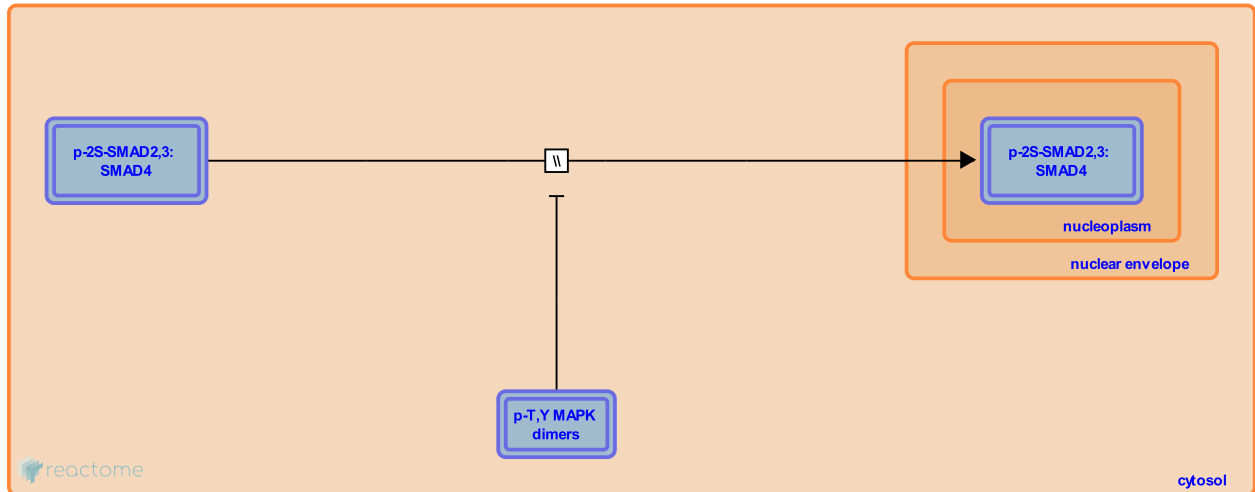 p-2S-SMAD2,3:
SMAD4
\\
p-2S-SMAD2,3:
SMAD4
nucleoplasm
nuclear envelope
p-T,Y MAPK
dimers
reactome
cytosol